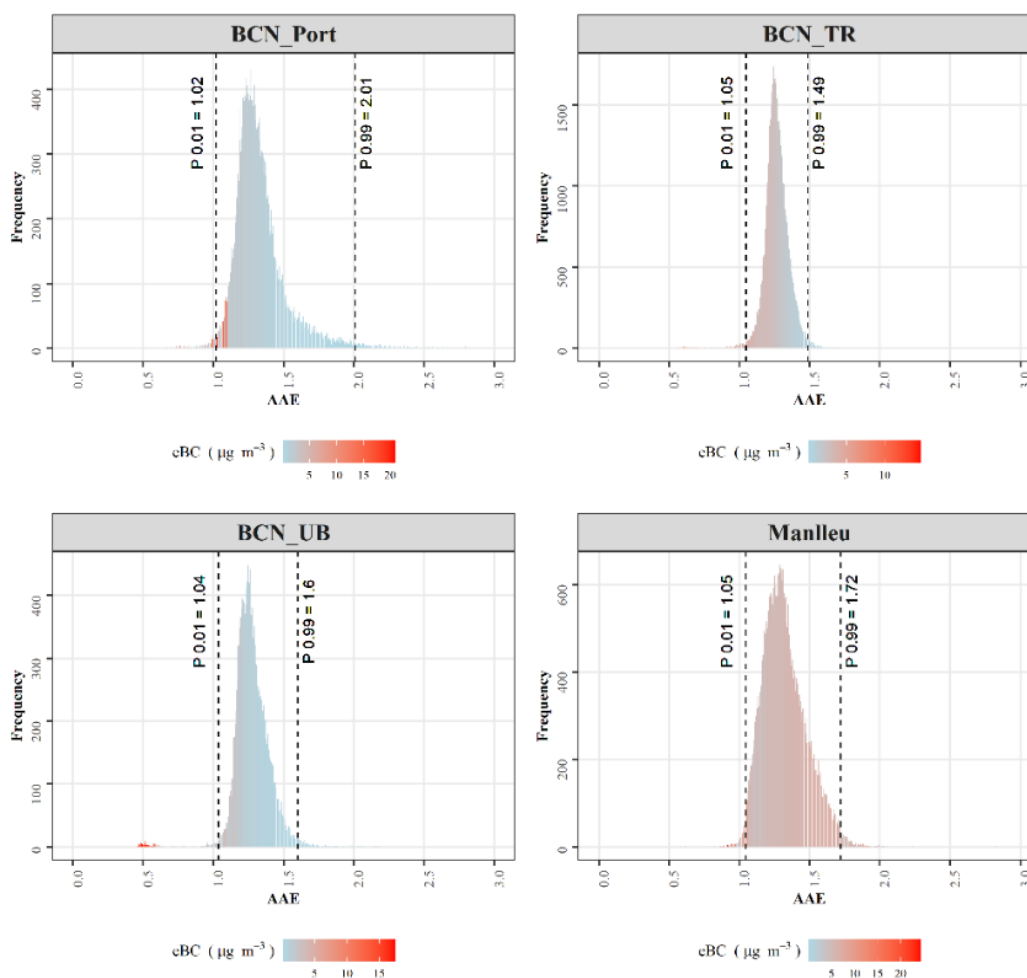 BCN_Port
BCN_TR
P 0.01 = 1.02
P 0.99 = 2.01
P 0.01 = 1.05
P 0.99 = 1.49
Frequency
0 100 200 300 400
Frequency
0 500 1000 1500
0.0 0.5 1.0 1.5 2.0 2.5 3.0
0.0 0.5 1.0 1.5 2.0 2.5 3.0
AAE
AAE
eBC ( µg m⁻³ )
5 10 15 20
eBC ( µg m⁻³ )
5 10
BCN_UB
Manlleu
P 0.01 = 1.04
P 0.99 = 1.6
P 0.01 = 1.05
P 0.99 = 1.72
Frequency
0 100 200 300 400
Frequency
0 200 400 600
0.0 0.5 1.0 1.5 2.0 2.5 3.0
0.0 0.5 1.0 1.5 2.0 2.5 3.0
AAE
AAE
eBC ( µg m⁻³ )
5 10 15
eBC ( µg m⁻³ )
5 10 15 20